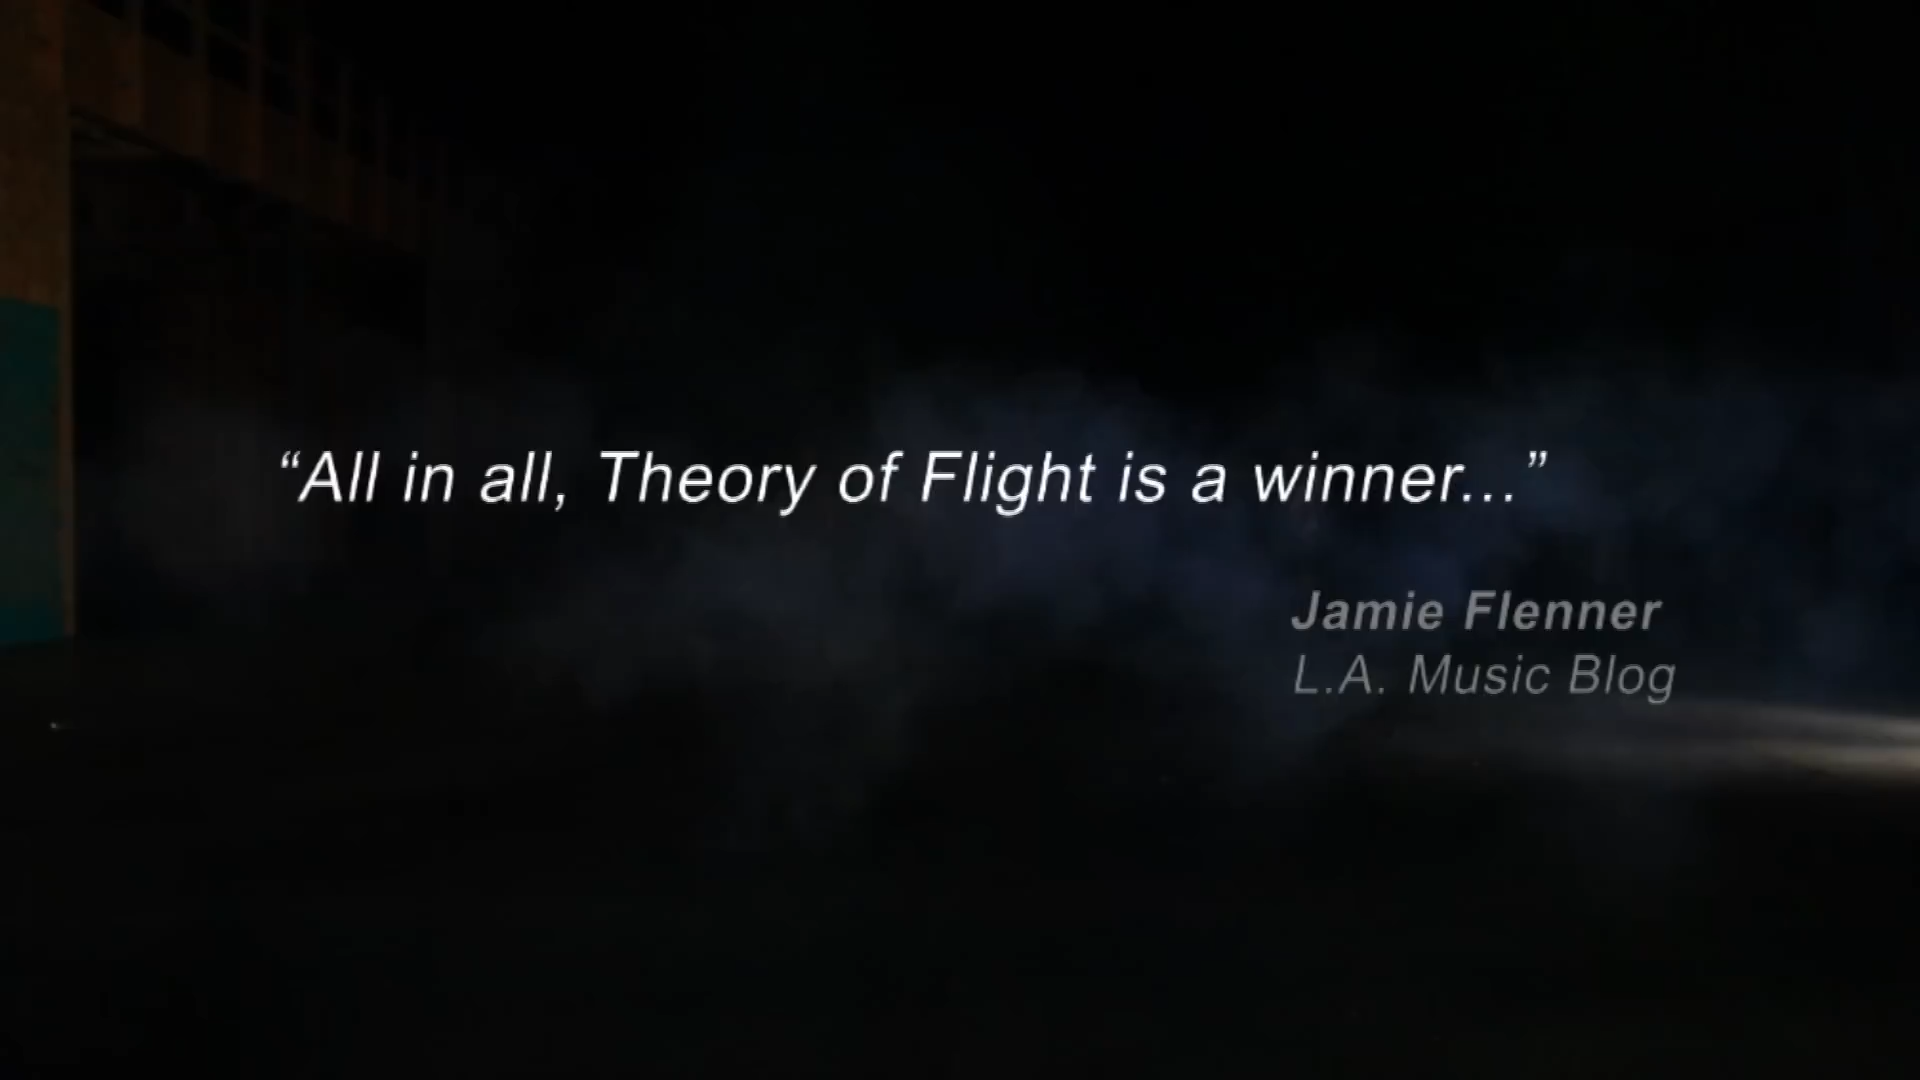 “All in all, Theory of Flight is a winner...”
Jamie Flenner
L.A. Music Blog